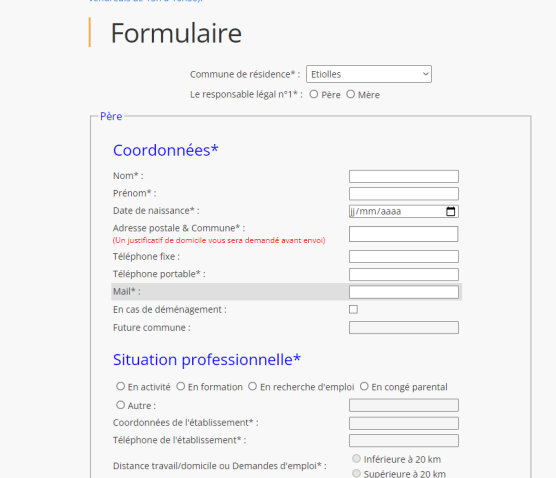 Formulaire
Commune de résidence* : Etiolles
Le responsable légal n°1* : Père Mère
Père
Coordonnées*
Nom* :
Prénom* :
Date de naissance* : jj/mm/aaaa
Adresse postale & Commune* :
(Un justificatif de domicile vous sera demandé avant envoi)
Téléphone fixe :
Téléphone portable* :
Mail* :
En cas de déménagement :
Future commune :
Situation professionnelle*
En activité En formation En recherche d'emploi En congé parental
Autre :
Coordonnées de l'établissement* :
Téléphone de l'établissement* :
Distance travail/domicile ou Demandes d'emploi* : Inférieure à 20 km
Supérieure à 20 km